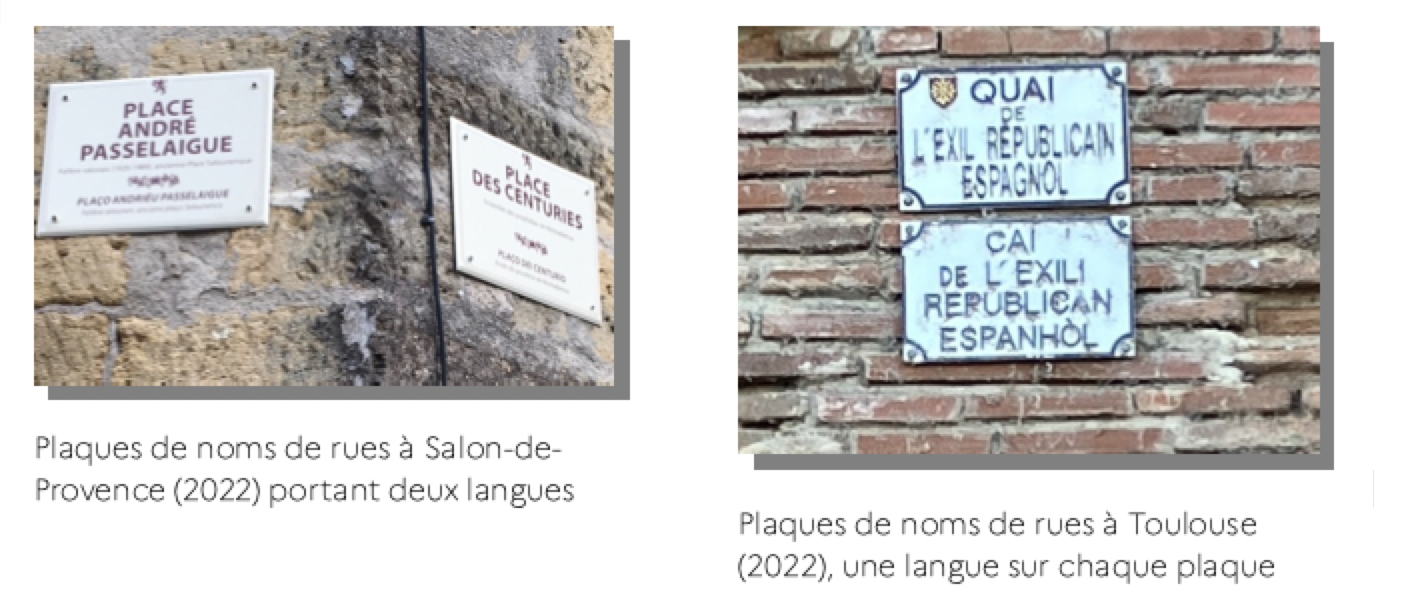 PLACE
ANDRÉ
PASSELAIGUE
PLAÇO ANDRIEU PASSELAIGUE
PLACE
DES CENTURIES
PLAÇO DEI CENTURIO
QUAI
DE
L'EXIL RÉPUBLICAIN
ESPAGNOL
CAI
DE L'EXILI
REPUBLICAN
ESPANHÒL
Plaques de noms de rues à Salon-de-
Provence (2022) portant deux langues
Plaques de noms de rues à Toulouse
(2022), une langue sur chaque plaque